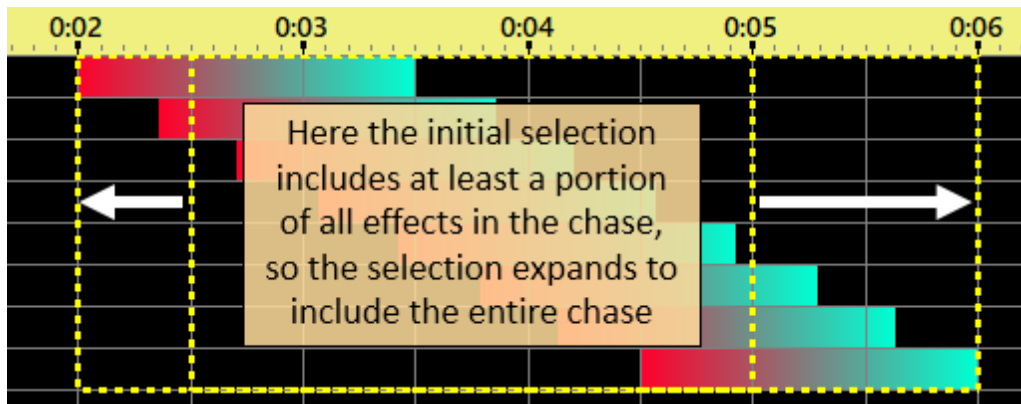 0:02 0:03 0:04 0:05 0:06
Here the initial selection
includes at least a portion
of all effects in the chase,
so the selection expands to
include the entire chase